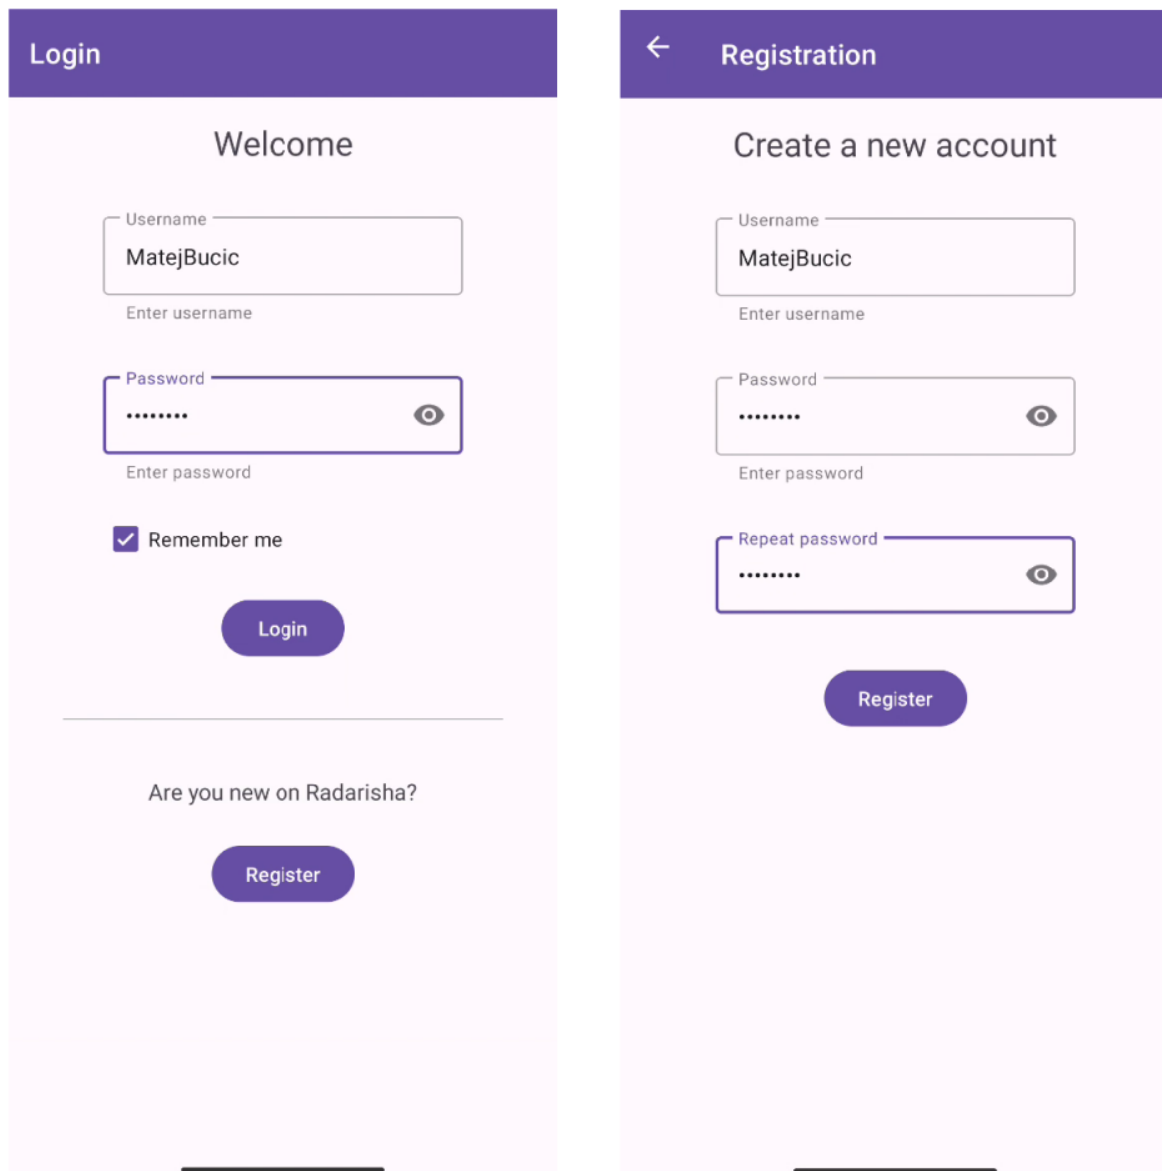 Login
Welcome
Username
MatejBucic
Enter username
Password
••••••••
Enter password
Remember me
Login
Are you new on Radarisha?
Register
Registration
Create a new account
Username
MatejBucic
Enter username
Password
••••••••
Enter password
Repeat password
••••••••
Register